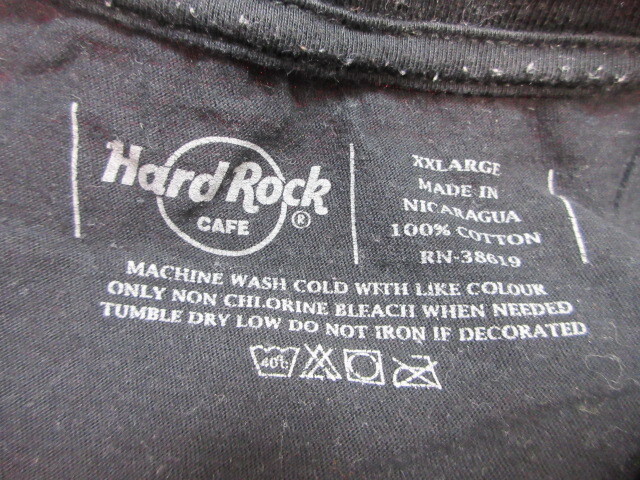 Hard Rock
CAFE
®
XXLARGE
MADE IN
NICARAGUA
100% COTTON
RN-38619
MACHINE WASH COLD WITH LIKE COLOUR
ONLY NON CHLORINE BLEACH WHEN NEEDED
TUMBLE DRY LOW DO NOT IRON IF DECORATED
40°C